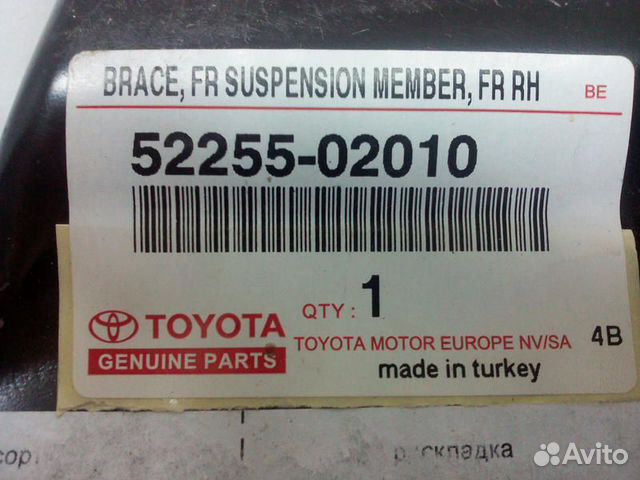 BRACE, FR SUSPENSION MEMBER, FR RH BE
52255-02010
QTY : 1
TOYOTA
GENUINE PARTS
TOYOTA MOTOR EUROPE NV/SA 4B
made in turkey
сор
раскладка
Avito